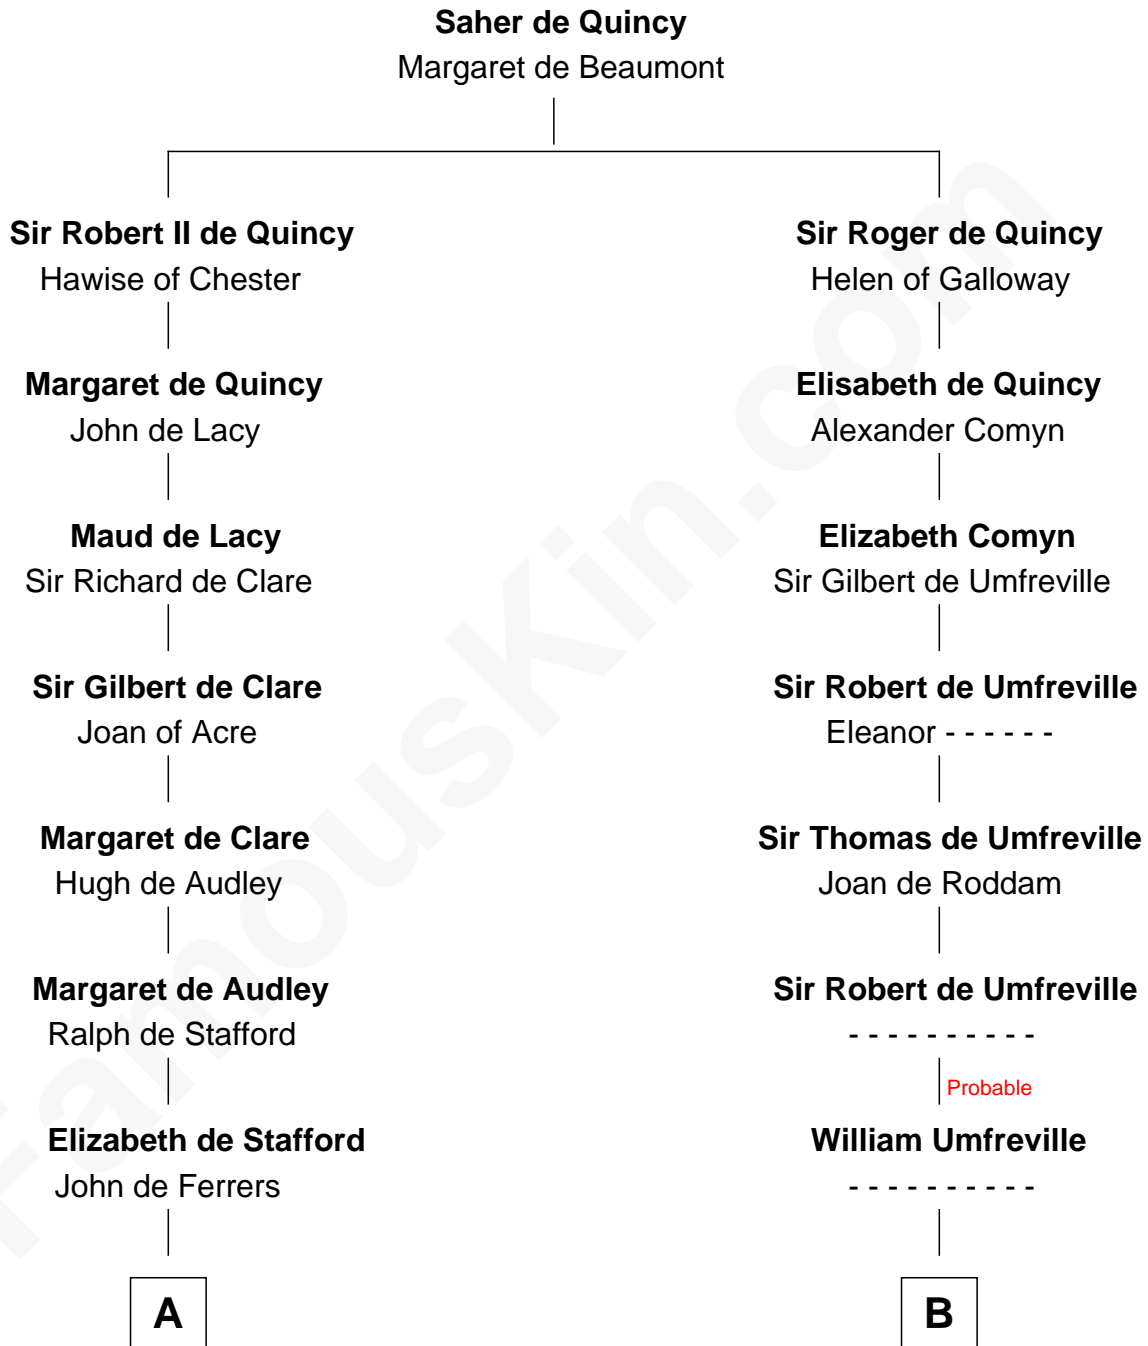 Saher de Quincy
Margaret de Beaumont
Sir Robert II de Quincy
Hawise of Chester
Sir Roger de Quincy
Helen of Galloway
Margaret de Quincy
John de Lacy
Elisabeth de Quincy
Alexander Comyn
Maud de Lacy
Sir Richard de Clare
Elizabeth Comyn
Sir Gilbert de Umfreville
Sir Gilbert de Clare
Joan of Acre
Sir Robert de Umfreville
Eleanor - - - - - -
Margaret de Clare
Hugh de Audley
Sir Thomas de Umfreville
Joan de Roddam
Margaret de Audley
Ralph de Stafford
Sir Robert de Umfreville
- - - - - - - - - -
Probable
Elizabeth de Stafford
John de Ferrers
William Umfreville
- - - - - - - - - -
A
B
FamousKin.com